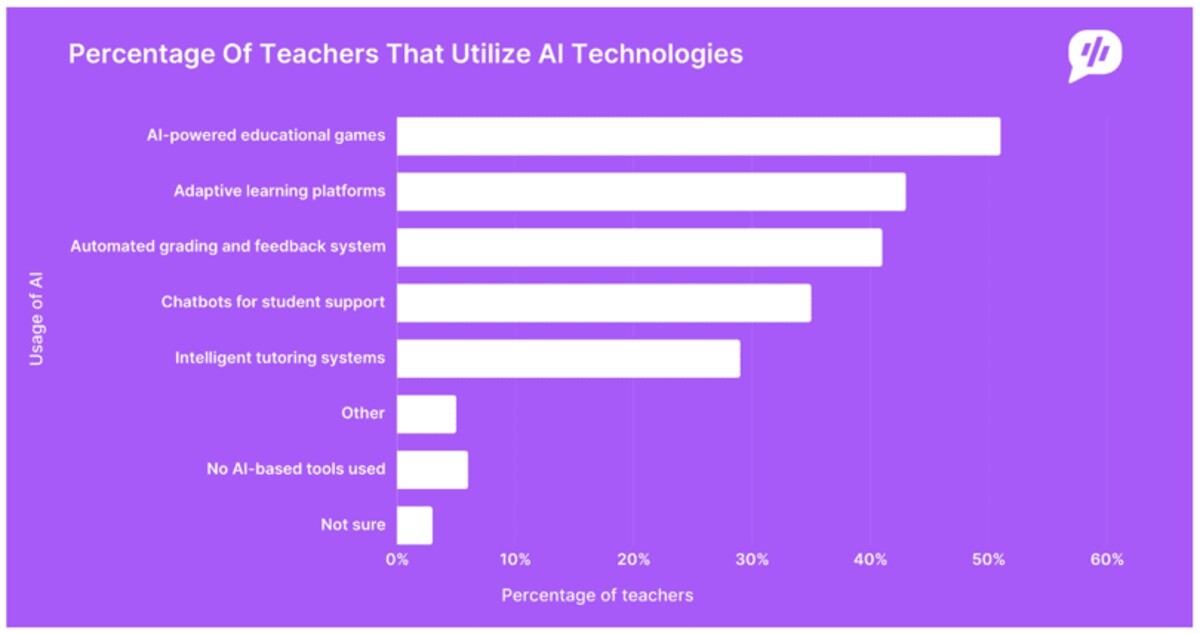 Percentage Of Teachers That Utilize AI Technologies
Usage of AI
AI-powered educational games
Adaptive learning platforms
Automated grading and feedback system
Chatbots for student support
Intelligent tutoring systems
Other
No AI-based tools used
Not sure
0% 10% 20% 30% 40% 50% 60%
Percentage of teachers